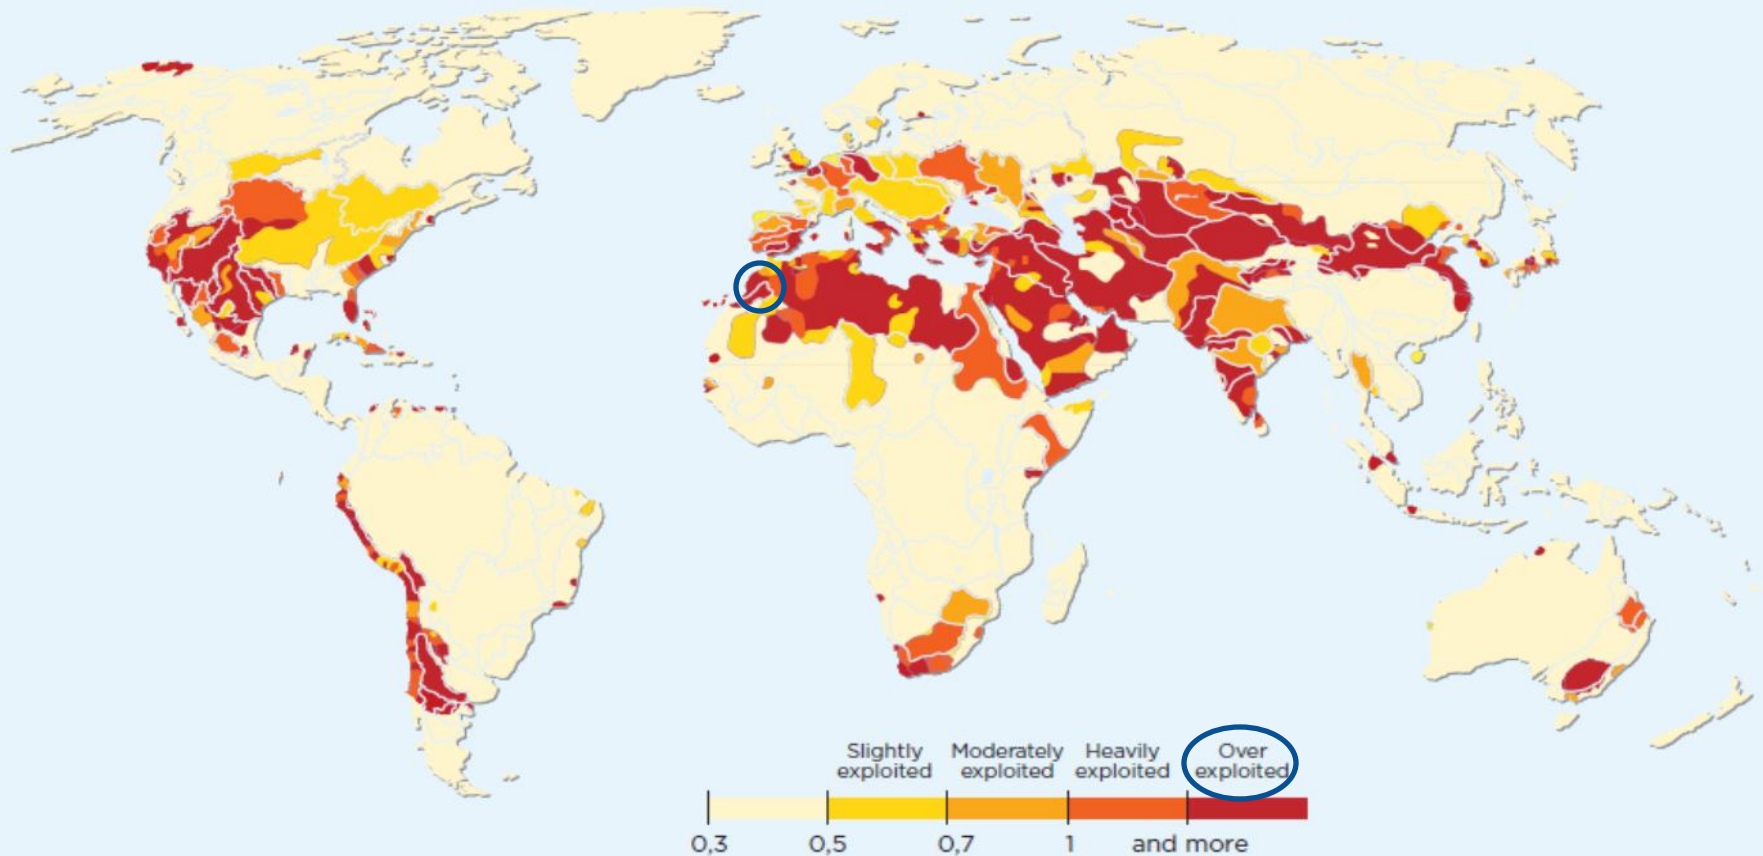 Slightly
exploited
Moderately
exploited
Heavily
exploited
Over
exploited
0,3
0,5
0,7
1
and more